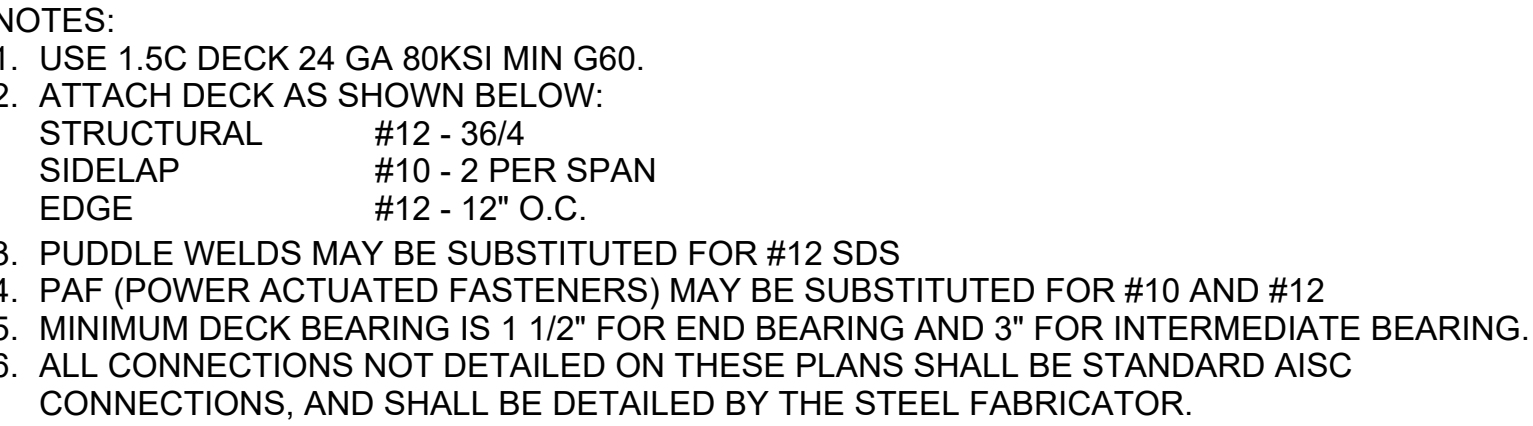 NOTES:
1. USE 1.5C DECK 24 GA 80KSI MIN G60.
2. ATTACH DECK AS SHOWN BELOW:
STRUCTURAL #12 - 36/4
SIDELAP #10 - 2 PER SPAN
EDGE #12 - 12" O.C.
3. PUDDLE WELDS MAY BE SUBSTITUTED FOR #12 SDS
4. PAF (POWER ACTUATED FASTENERS) MAY BE SUBSTITUTED FOR #10 AND #12
5. MINIMUM DECK BEARING IS 1 1/2" FOR END BEARING AND 3" FOR INTERMEDIATE BEARING.
6. ALL CONNECTIONS NOT DETAILED ON THESE PLANS SHALL BE STANDARD AISC
CONNECTIONS, AND SHALL BE DETAILED BY THE STEEL FABRICATOR.